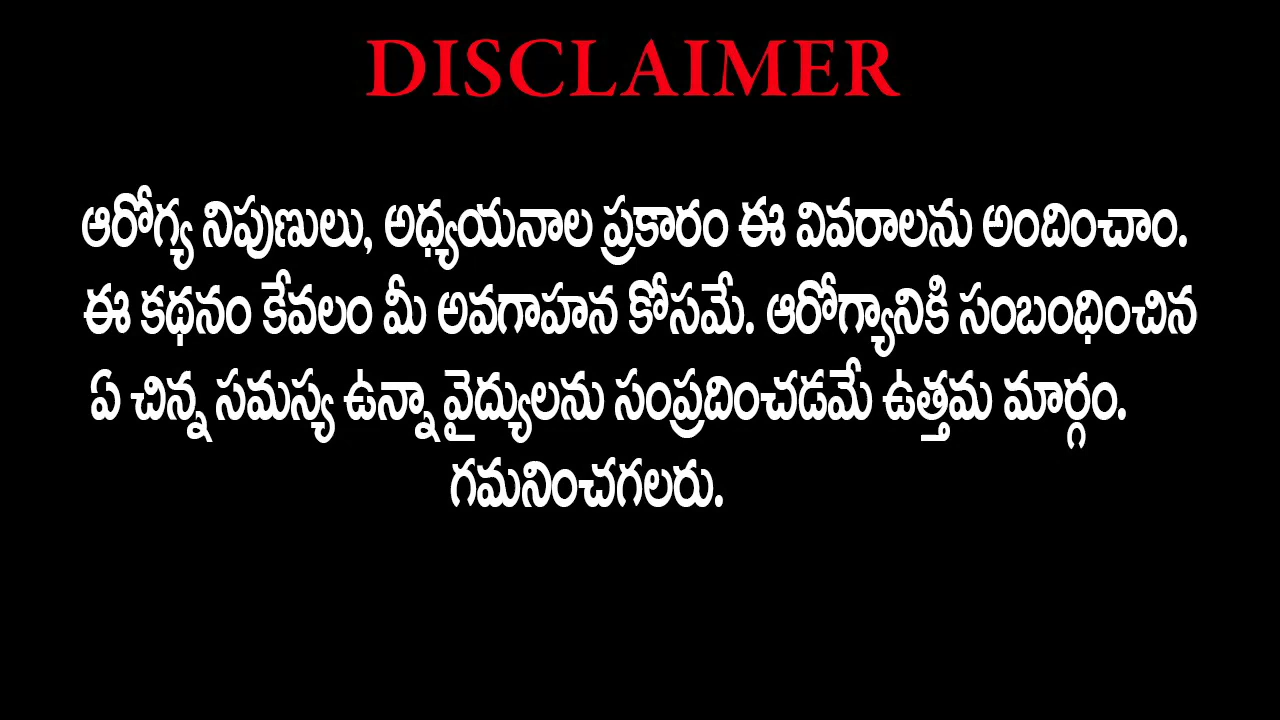 DISCLAIMER
ఆరోగ్య నిపుణులు, అధ్యయనాల ప్రకారం ఈ వివరాలను అందించాం.
ఈ కథనం కేవలం మీ అవగాహన కోసమే. ఆరోగ్యానికి సంబంధించిన
ఏ చిన్న సమస్య ఉన్నా వైద్యులను సంప్రదించడమే ఉత్తమ మార్గం.
గమనించగలరు.